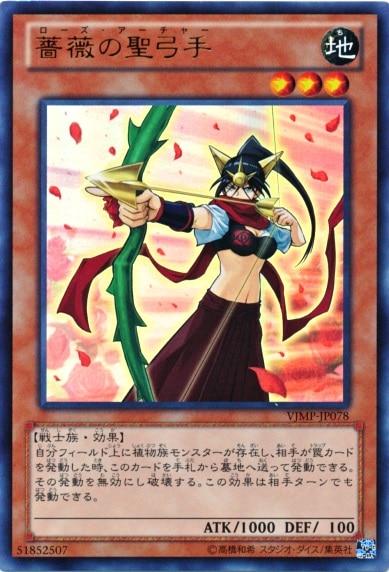 ローズ・アーチャー
薔薇の聖弓手
ち
地
VJMP-JP078
【戦士族・効果】
自分フィールド上に植物族モンスターが存在し、相手が罠カード
を発動した時、このカードを手札から墓地へ送って発動できる。
その発動を無効にし破壊する。この効果は相手ターンでも
発動できる。
ATK/1000 DEF/ 100
51852507
©高橋和希 スタジオ・ダイス/集英社